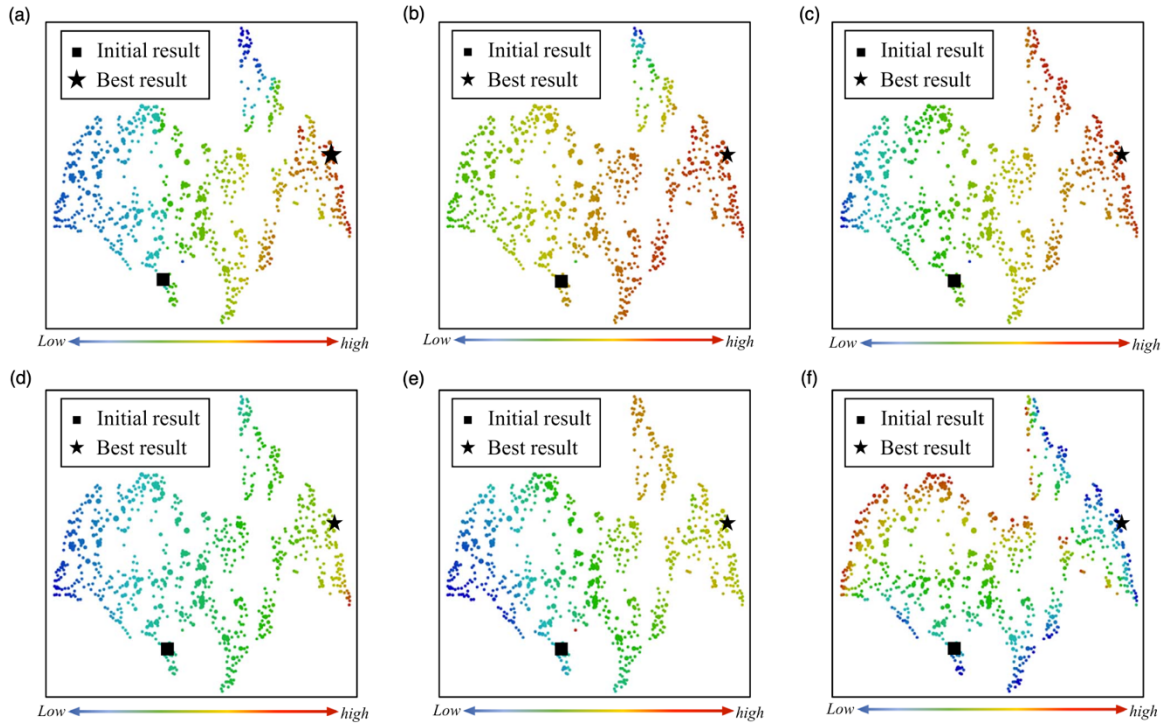 (a)
Initial result
Best result
Low high
(b)
Initial result
Best result
Low high
(c)
Initial result
Best result
Low high
(d)
Initial result
Best result
Low high
(e)
Initial result
Best result
Low high
(f)
Initial result
Best result
Low high